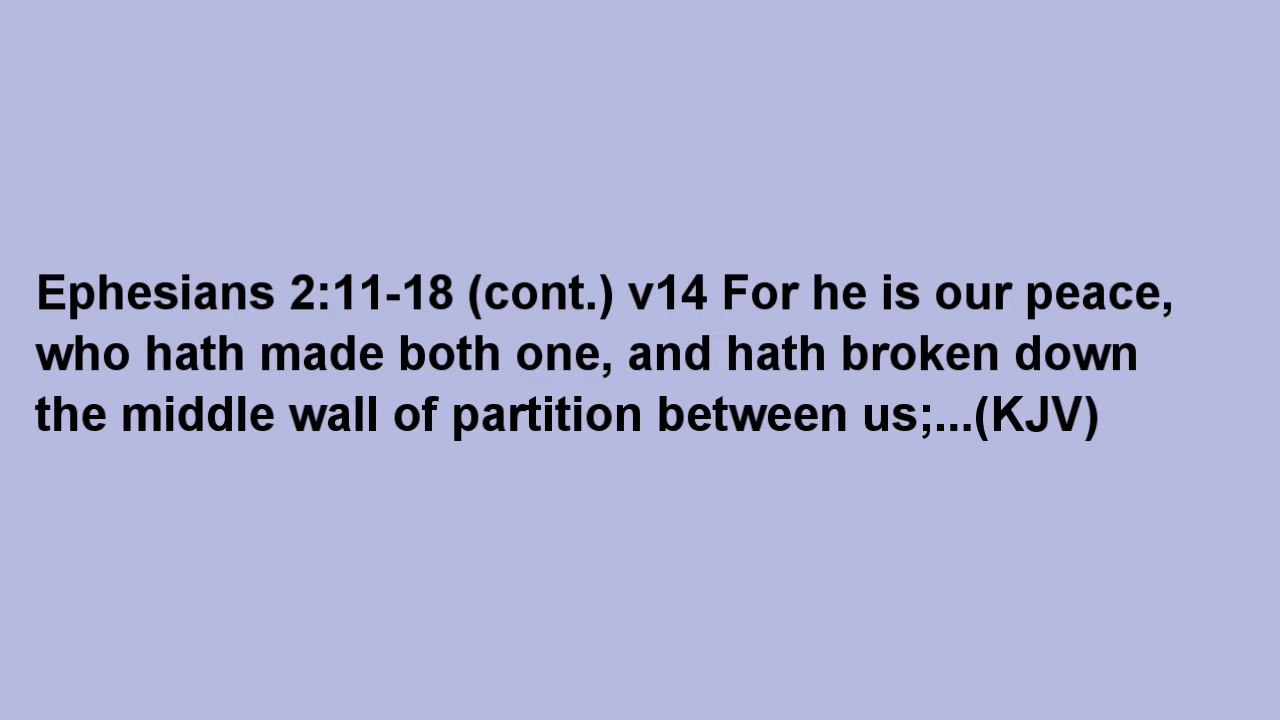 Ephesians 2:11-18 (cont.) v14 For he is our peace,
who hath made both one, and hath broken down
the middle wall of partition between us;...(KJV)